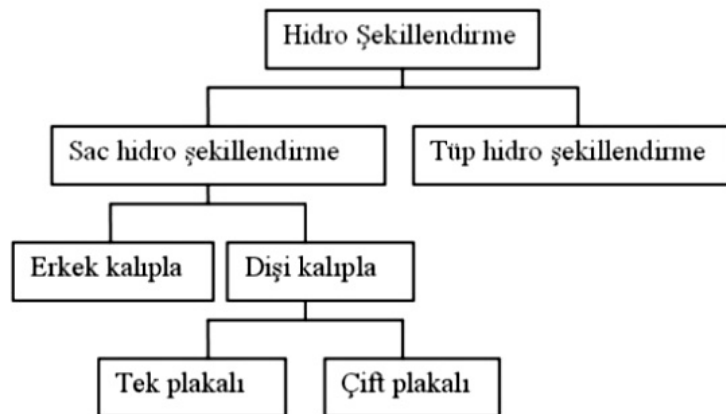 Hidro Şekillendirme
Sac hidro şekillendirme
Tüp hidro şekillendirme
Erkek kalıpla
Dişi kalıpla
Tek plakalı
Çift plakalı